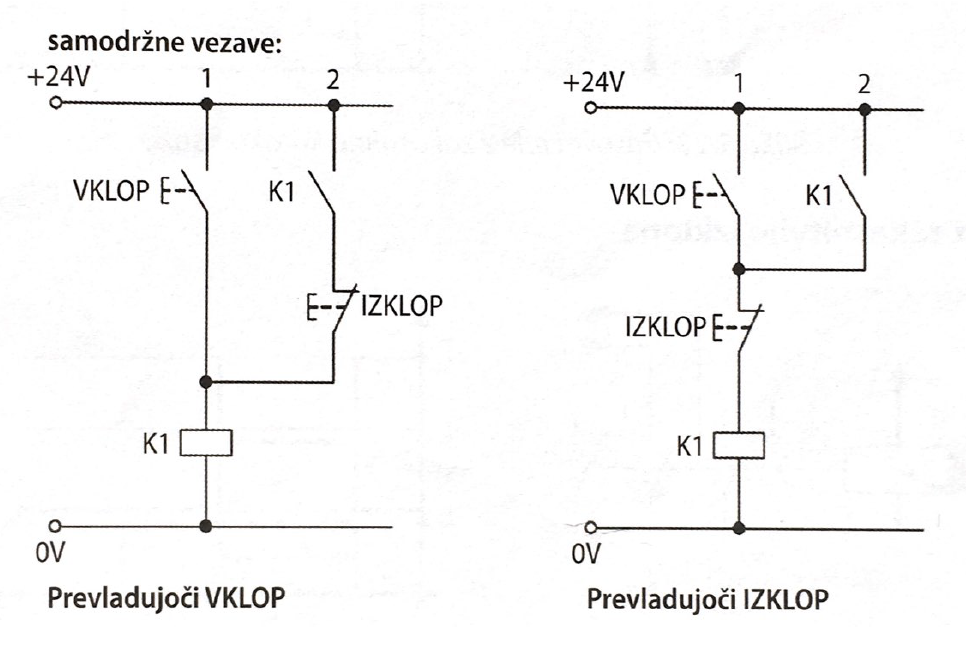 samodržne vezave:
+24V 1 2
VKLOP K1
IZKLOP
K1
0V
Prevladujoči VKLOP
+24V 1 2
VKLOP K1
IZKLOP
K1
0V
Prevladujoči IZKLOP